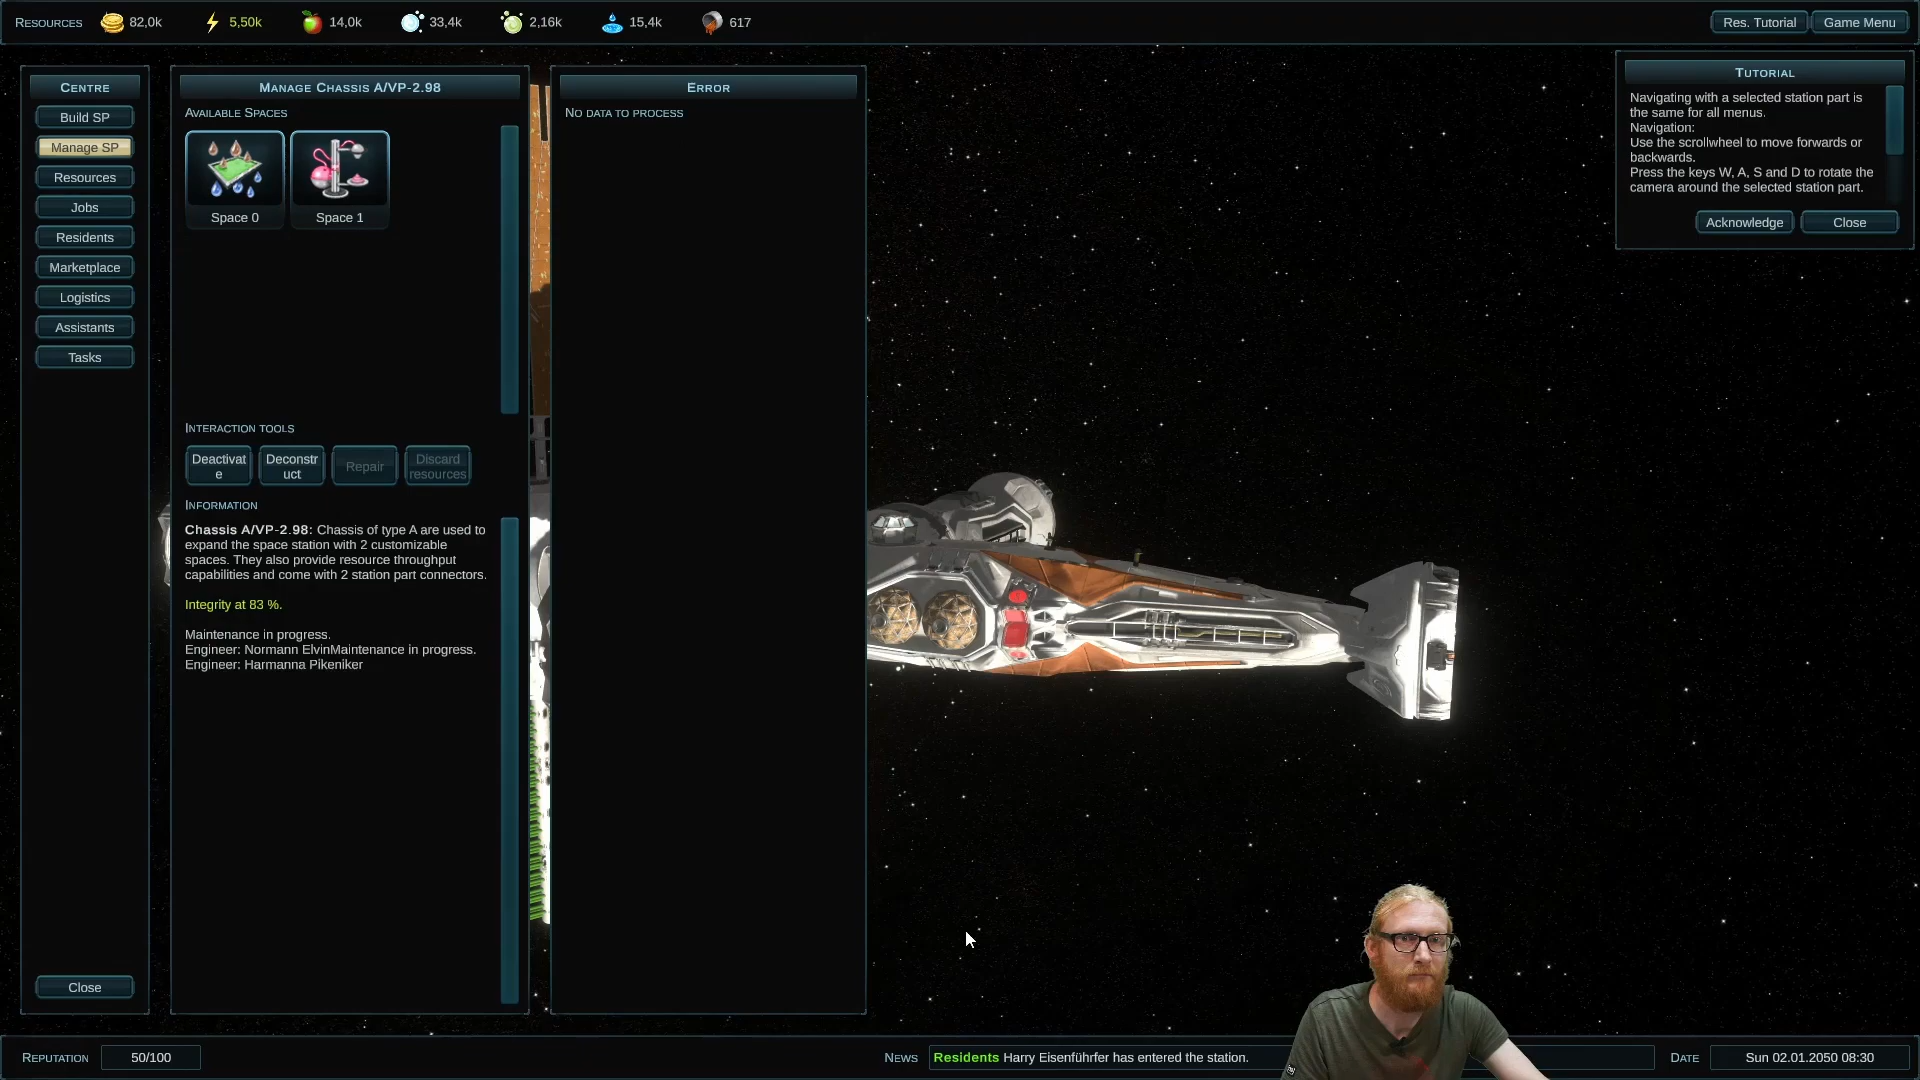 RESOURCES 82,0k 5,50k 14,0k 33,4k 2,16k 15,4k 617 Res. Tutorial Game Menu
CENTRE
Build SP
Manage SP
Resources
Jobs
Residents
Marketplace
Logistics
Assistants
Tasks
Close
MANAGE CHASSIS A/VP-2.98
AVAILABLE SPACES
Space 0 Space 1
INTERACTION TOOLS
Deactivat
e
Deconstr
uct
Repair
Discard
resources
INFORMATION
Chassis A/VP-2.98: Chassis of type A are used to
expand the space station with 2 customizable
spaces. They also provide resource throughput
capabilities and come with 2 station part connectors.
Integrity at 83 %.
Maintenance in progress.
Engineer: Normann ElvinMaintenance in progress.
Engineer: Harmanna Pikeniker
ERROR
NO DATA TO PROCESS
TUTORIAL
Navigating with a selected station part is
the same for all menus.
Navigation:
Use the scrollwheel to move forwards or
backwards.
Press the keys W, A, S and D to rotate the
camera around the selected station part.
Acknowledge Close
REPUTATION 50/100 NEWS Residents Harry Eisenführfer has entered the station. DATE Sun 02.01.2050 08:30